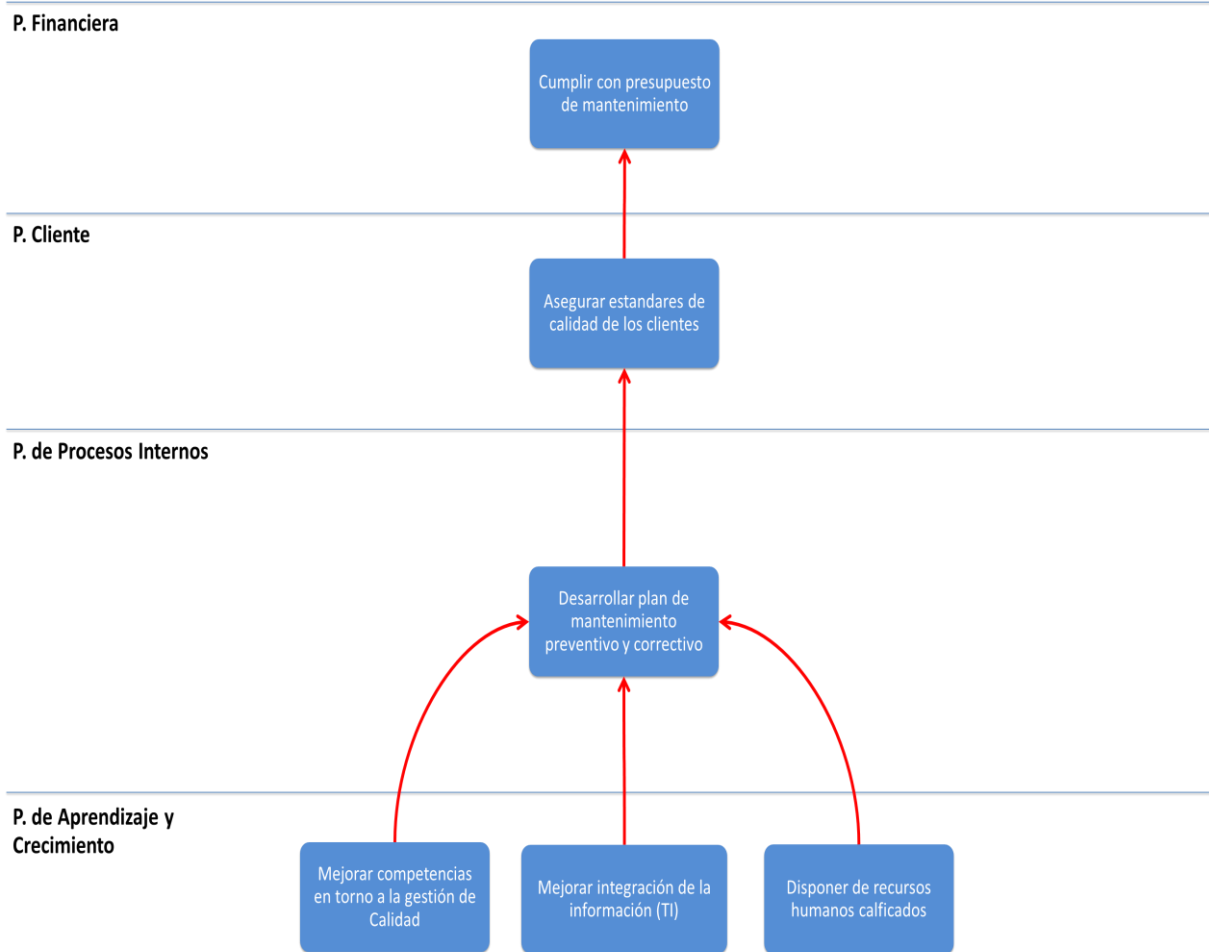 P. Financiera
Cumplir con presupuesto
de mantenimiento
P. Cliente
Asegurar estandares de
calidad de los clientes
P. de Procesos Internos
Desarrollar plan de
mantenimiento
preventivo y correctivo
P. de Aprendizaje y
Crecimiento
Mejorar competencias
en torno a la gestión de
Calidad
Mejorar integración de la
información (TI)
Disponer de recursos
humanos calficados